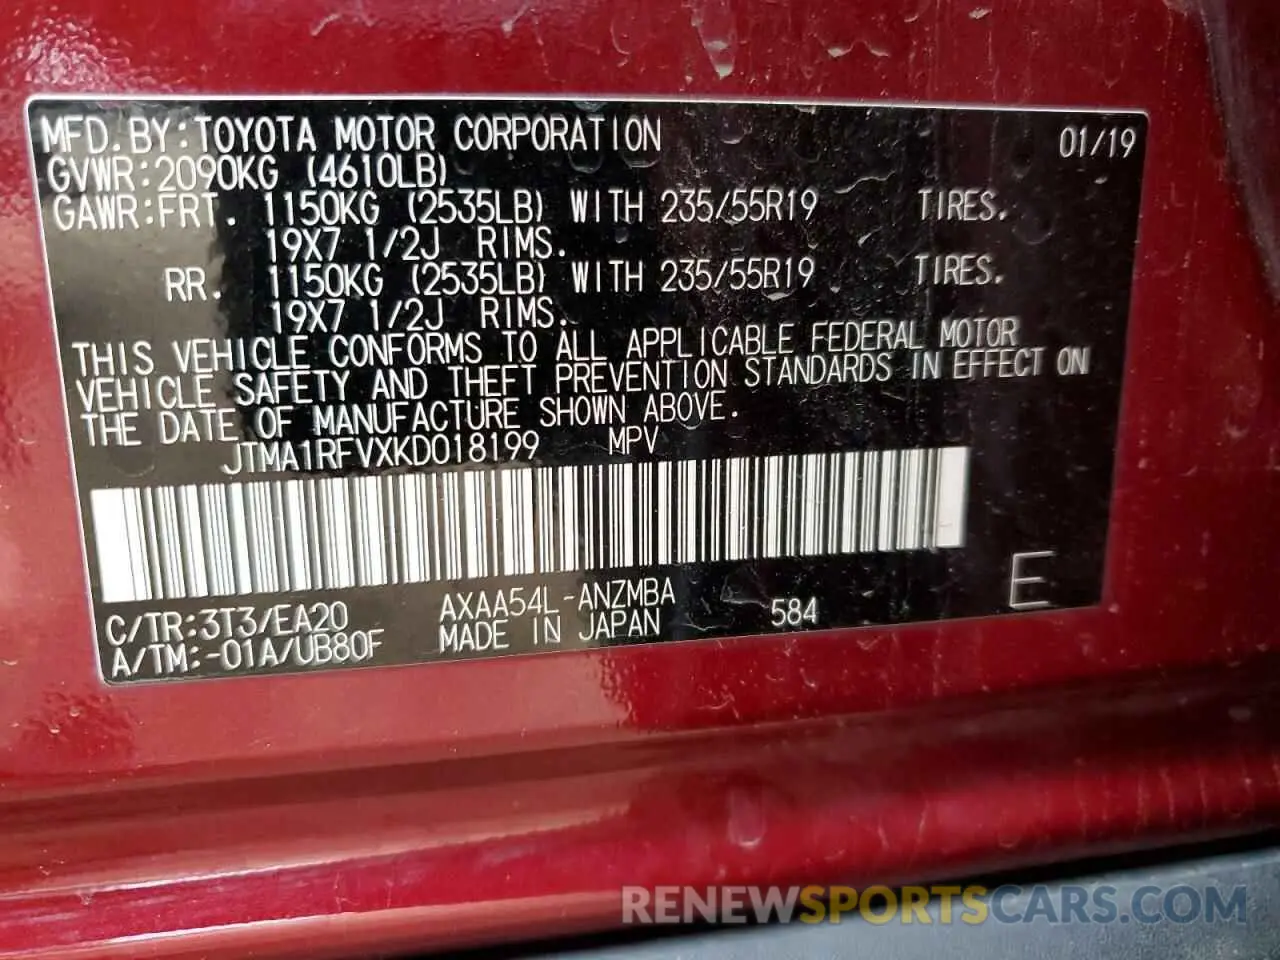 MFD. BY:TOYOTA MOTOR CORPORATION 01/19
GVWR:2090KG (4610LB)
GAWR:FRT. 1150KG (2535LB) WITH 235/55R19 TIRES.
19X7 1/2J RIMS.
RR. 1150KG (2535LB) WITH 235/55R19 TIRES.
19X7 1/2J RIMS.
THIS VEHICLE CONFORMS TO ALL APPLICABLE FEDERAL MOTOR
VEHICLE SAFETY AND THEFT PREVENTION STANDARDS IN EFFECT ON
THE DATE OF MANUFACTURE SHOWN ABOVE.
JTMA1RFVXKD018199 MPV
E
C/TR:3T3/EA20 AXAA54L-ANZMBA 584
A/TM:-01A/UB80F MADE IN JAPAN
RENEWSPORTSCARS.COM